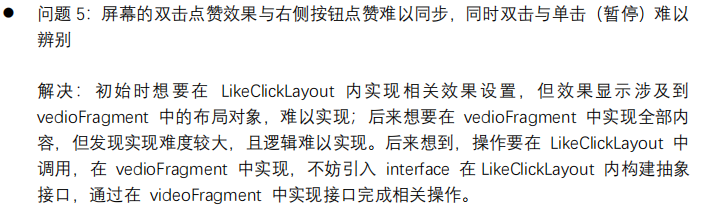 ● 问题 5：屏幕的双击点赞效果与右侧按钮点赞难以同步，同时双击与单击（暂停）难以
辨别
解决：初始时想要在 LikeClickLayout 内实现相关效果设置，但效果显示涉及到
vedioFragment 中的布局对象，难以实现；后来想要在 vedioFragment 中实现全部内
容，但发现实现难度较大，且逻辑难以实现。后来想到，操作要在 LikeClickLayout 中
调用，在 vedioFragment 中实现，不妨引入 interface 在 LikeClickLayout 内构建抽象
接口，通过在 videoFragment 中实现接口完成相关操作。